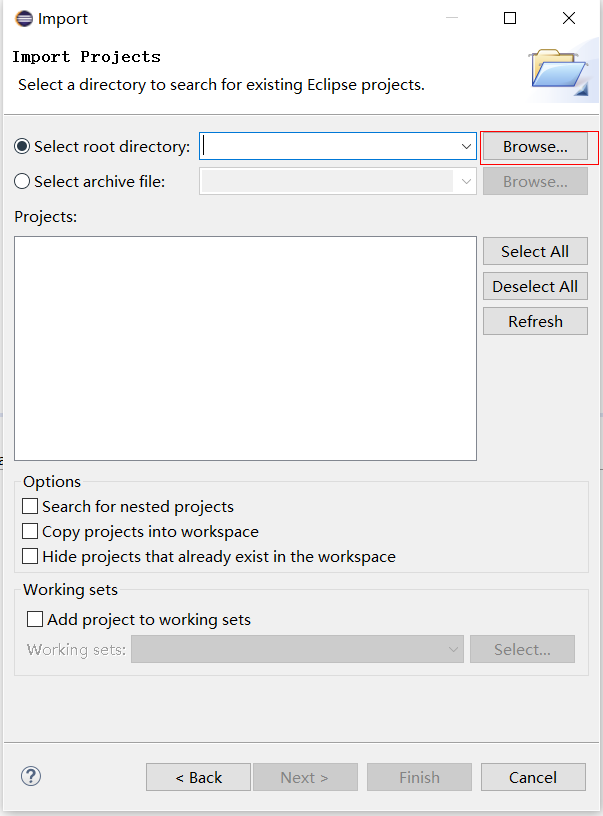 Import
Import Projects
Select a directory to search for existing Eclipse projects.
Select root directory: Browse...
Select archive file: Browse...
Projects:
Select All
Deselect All
Refresh
Options
Search for nested projects
Copy projects into workspace
Hide projects that already exist in the workspace
Working sets
Add project to working sets
Working sets: Select...
? < Back Next > Finish Cancel